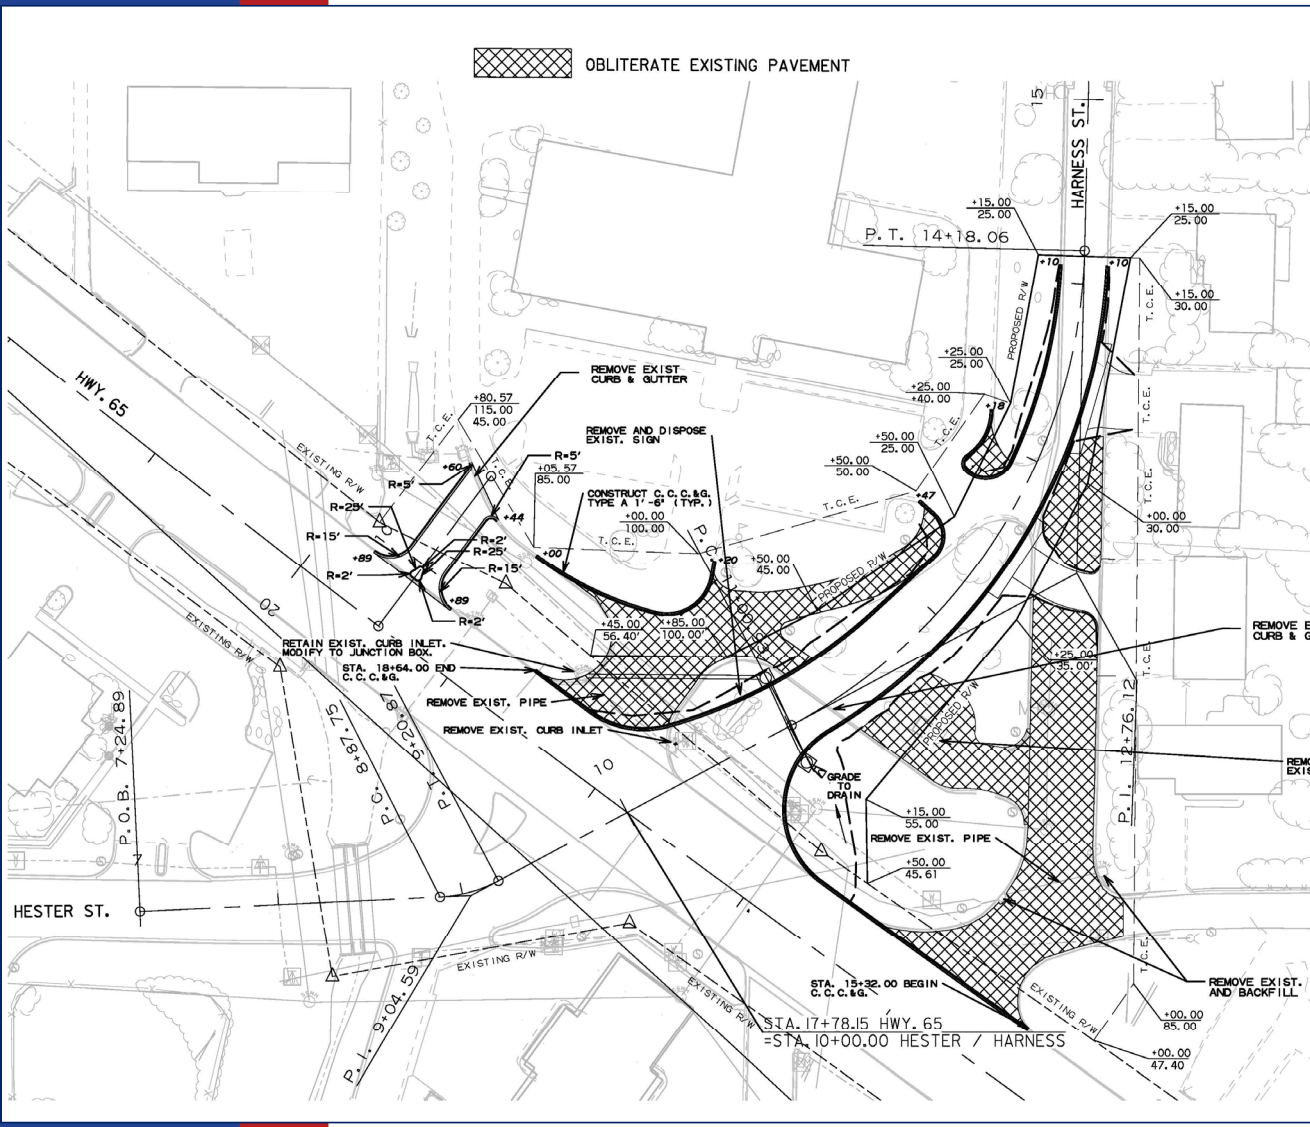 OBLITERATE EXISTING PAVEMENT
15
HARNESS ST.
+15.00
25.00
+15.00
25.00
P.T. 14+18.06
+10
+10
+15.00
30.00
T.C.E.
PROPOSED R/W
HWY. 65
REMOVE EXIST
CURB & GUTTER
+25.00
25.00
+25.00
+40.00
+18
T.C.E.
+80.57
115.00
45.00
T.C.E.
T.C.E.
REMOVE AND DISPOSE
EXIST. SIGN
+50.00
25.00
T.C.E.
EXISTING R/W
+60
R=5'
R=5'
+05.57
85.00
+50.00
50.00
T.C.E.
T.C.E.
R=25'
CONSTRUCT C.C.C.&G.
TYPE A 1'-6" (TYP.)
+47
+44
+00.00
100.00
+00.00
30.00
R=15'
R=2'
R=25'
T.C.E.
P.C.
+89
+00
+20
+50.00
45.00
R=2'
R=15'
PROPOSED R/W
+89
R=2'
20
EXISTING R/W
+45.00
56.40'
+85.00
100.00'
REMOVE E
CURB & G
RETAIN EXIST. CURB INLET.
MODIFY TO JUNCTION BOX.
STA. 18+64.00 END
C.C.C.&G.
+25.00
35.00'
T.C.E.
REMOVE EXIST. PIPE
REMOVE EXIST. CURB INLET
PROPOSED R/W
P.O.B. 7+24.89
P.C. 8+87.75
P.T. 9+20.87
10
P.I. 12+76.12
REMO
EXIS
GRADE
TO
DRAIN
+15.00
55.00
REMOVE EXIST. PIPE
+50.00
45.61
HESTER ST.
T.C.E.
EXISTING R/W
STA. 15+32.00 BEGIN
C.C.C.&G.
REMOVE EXIST.
AND BACKFILL
EXISTING R/W
EXISTING R/W
P.I. 9+04.59
STA. 17+78.15 HWY. 65
=STA. 10+00.00 HESTER / HARNESS
+00.00
85.00
+00.00
47.40